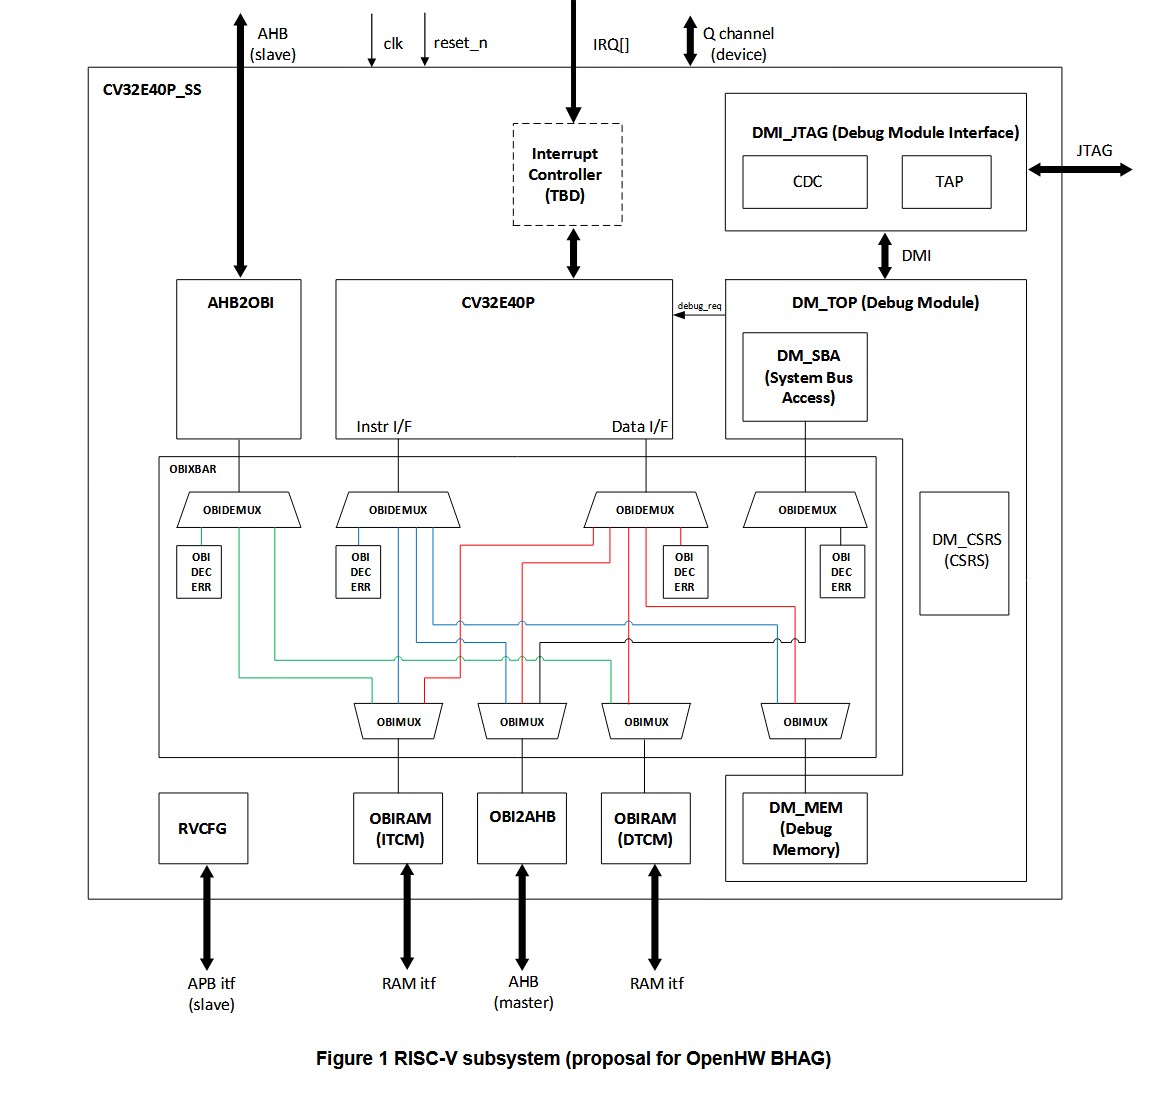 AHB
(slave)
clk
reset_n
IRQ[]
Q channel
(device)
CV32E40P_SS
DMI_JTAG (Debug Module Interface)
CDC
TAP
JTAG
Interrupt
Controller
(TBD)
DMI
AHB2OBI
CV32E40P
debug_req
DM_TOP (Debug Module)
DM_SBA
(System Bus
Access)
Instr I/F
Data I/F
OBIXBAR
OBIDEMUX
OBIDEMUX
OBIDEMUX
OBIDEMUX
OBI
DEC
ERR
OBI
DEC
ERR
OBI
DEC
ERR
OBI
DEC
ERR
DM_CSRS
(CSRS)
OBIMUX
OBIMUX
OBIMUX
OBIMUX
RVCFG
OBIRAM
(ITCM)
OBI2AHB
OBIRAM
(DTCM)
DM_MEM
(Debug
Memory)
APB itf
(slave)
RAM itf
AHB
(master)
RAM itf
Figure 1 RISC-V subsystem (proposal for OpenHW BHAG)